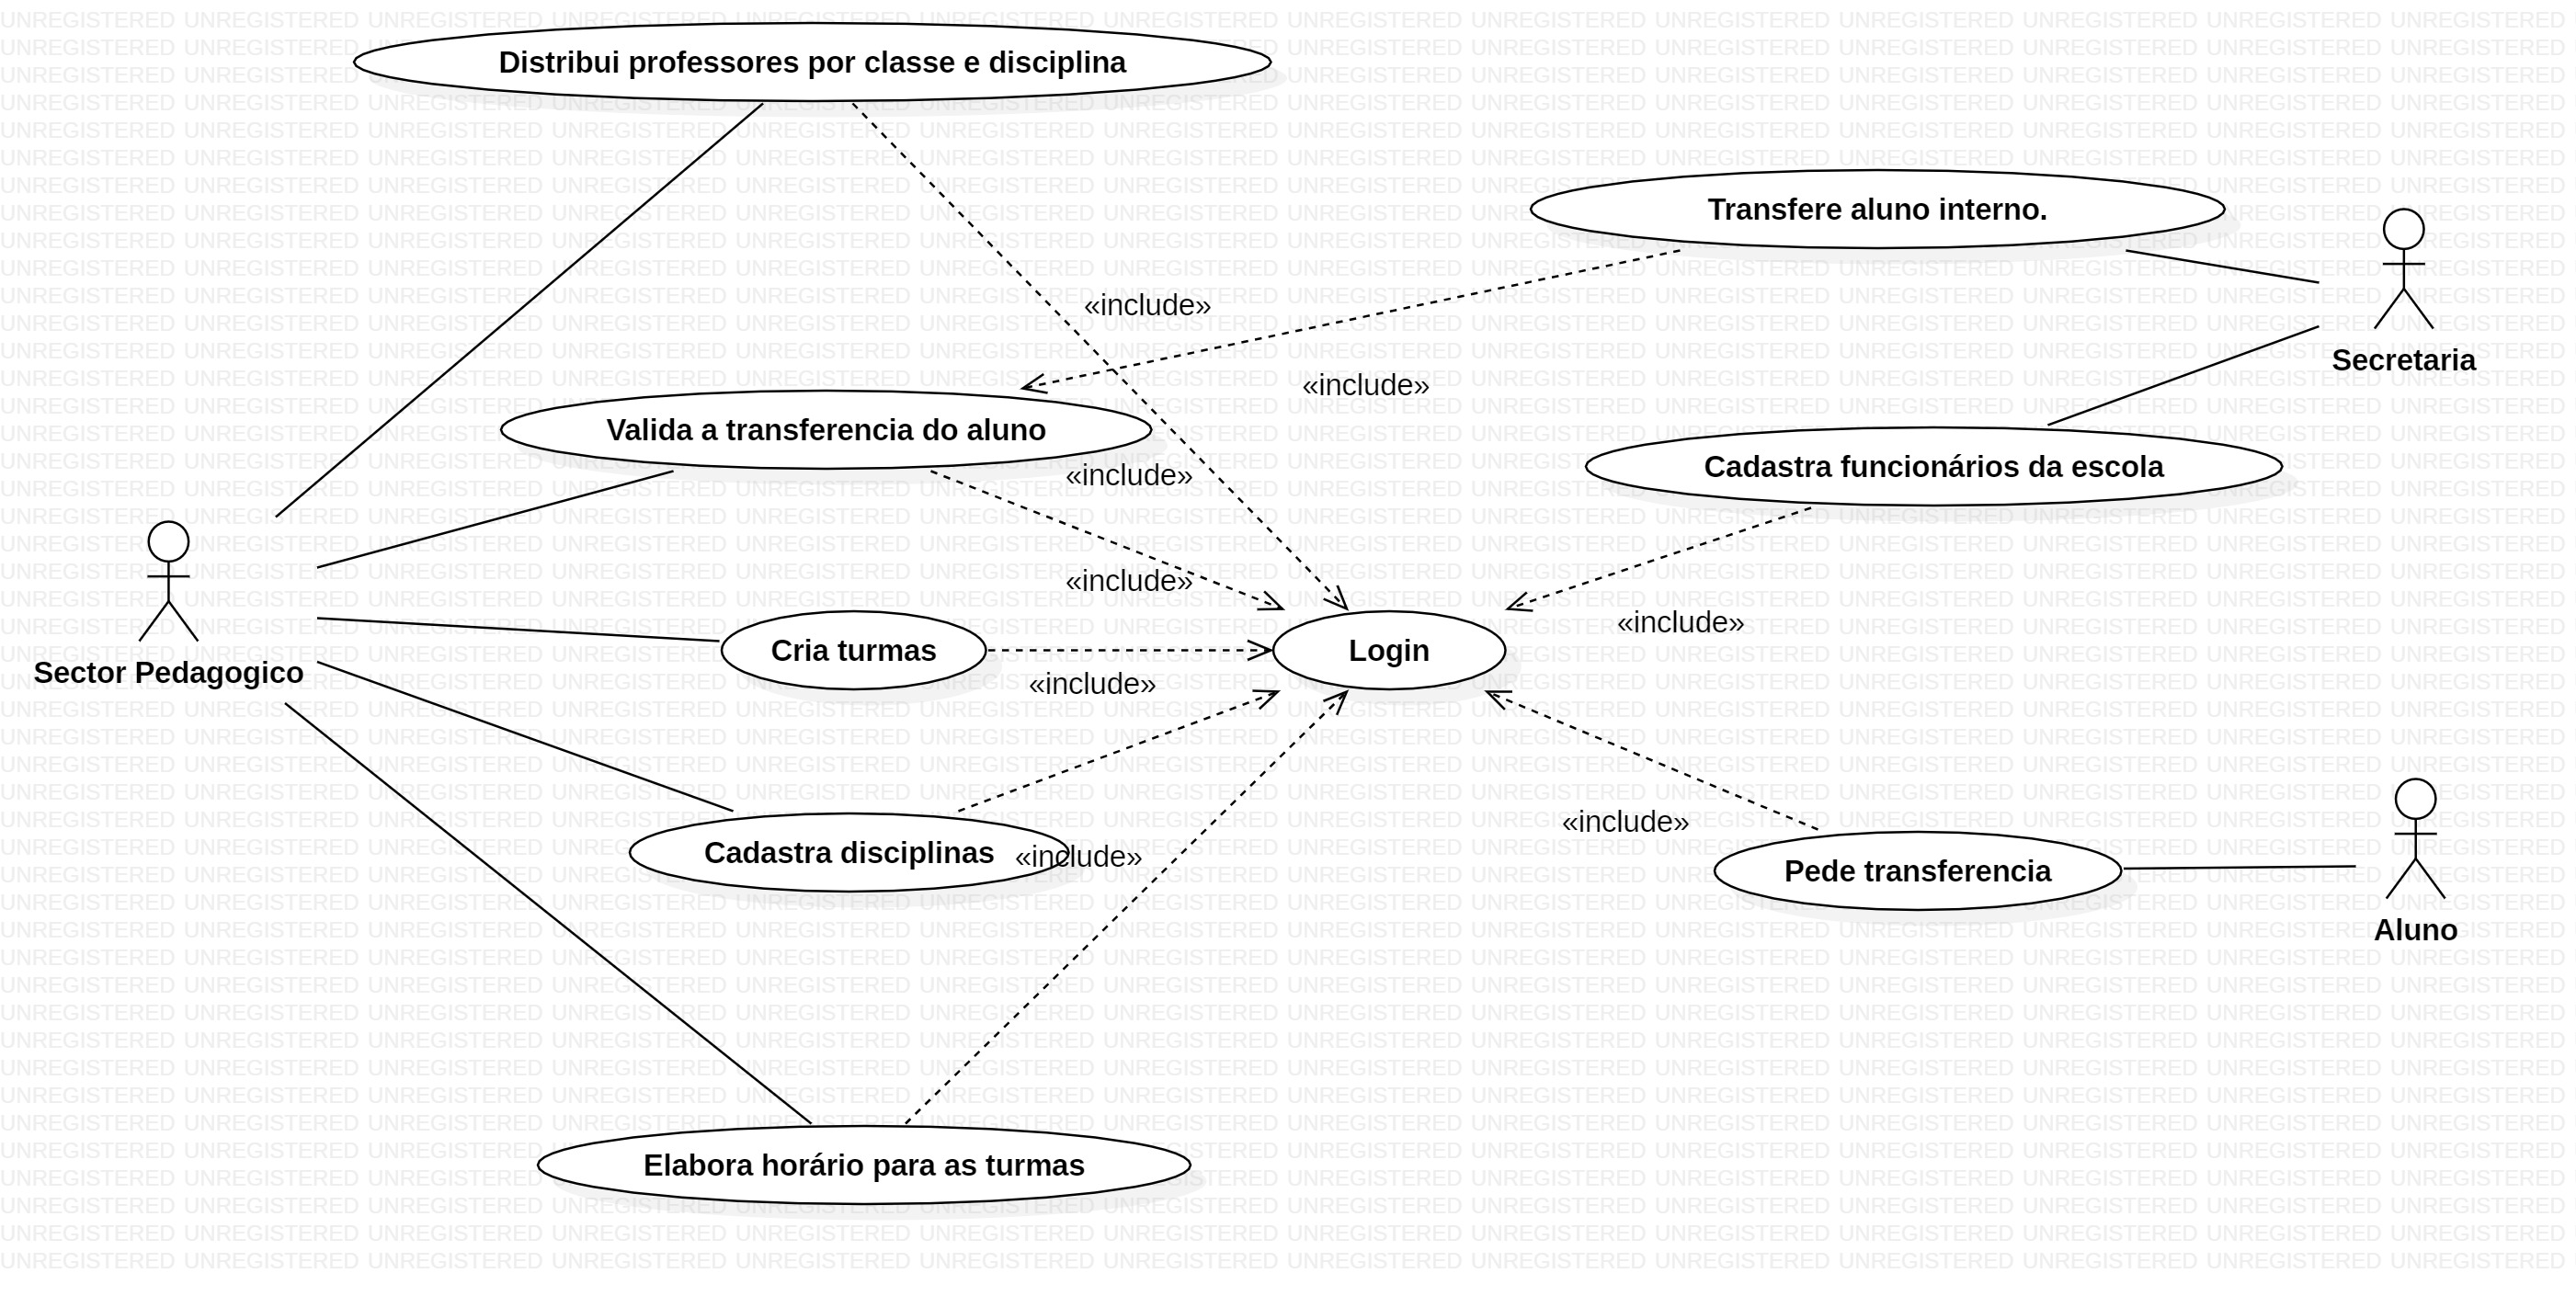 Distribui professores por classe e disciplina
Transfere aluno interno.
«include»
Secretaria
«include»
Valida a transferencia do aluno
Cadastra funcionários da escola
«include»
«include»
«include»
Cria turmas
Login
Sector Pedagogico
«include»
«include»
Cadastra disciplinas
«include»
Pede transferencia
Aluno
Elabora horário para as turmas
UNREGISTERED